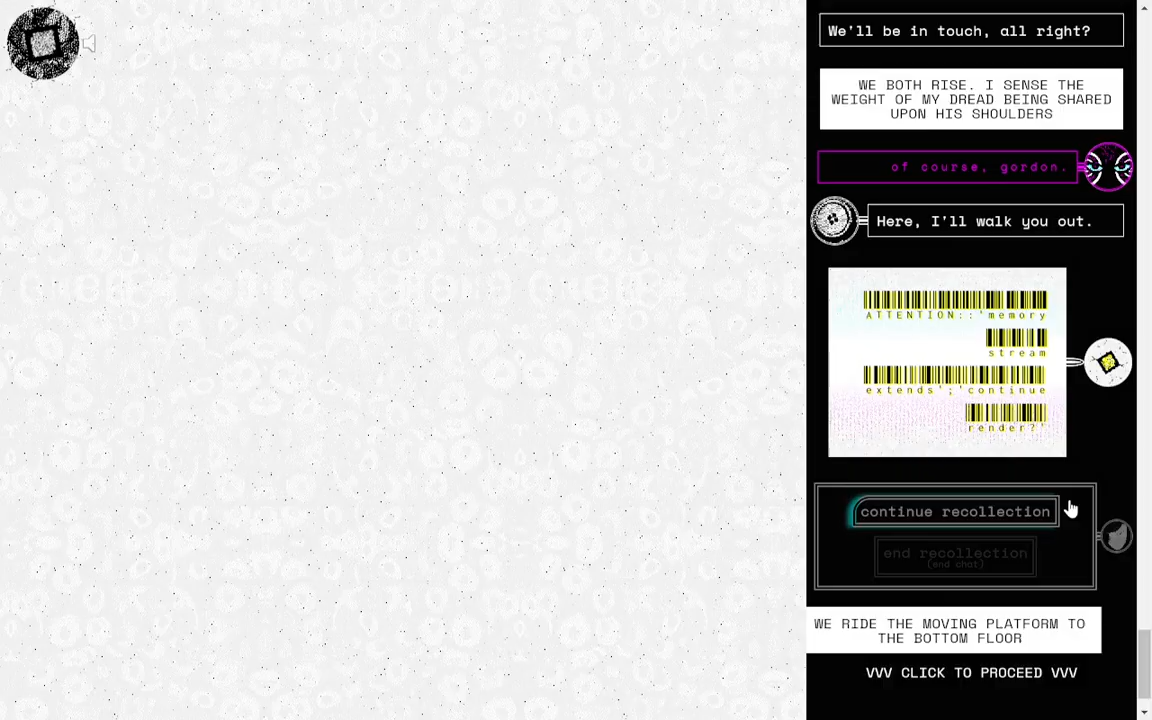 We'll be in touch, all right?
WE BOTH RISE. I SENSE THE
WEIGHT OF MY DREAD BEING SHARED
UPON HIS SHOULDERS
of course, gordon.
Here, I'll walk you out.
ATTENTION::'memory
stream
extends';'continue
render?'
continue recollection
end recollection
(end chat)
WE RIDE THE MOVING PLATFORM TO
THE BOTTOM FLOOR
VVV CLICK TO PROCEED VVV